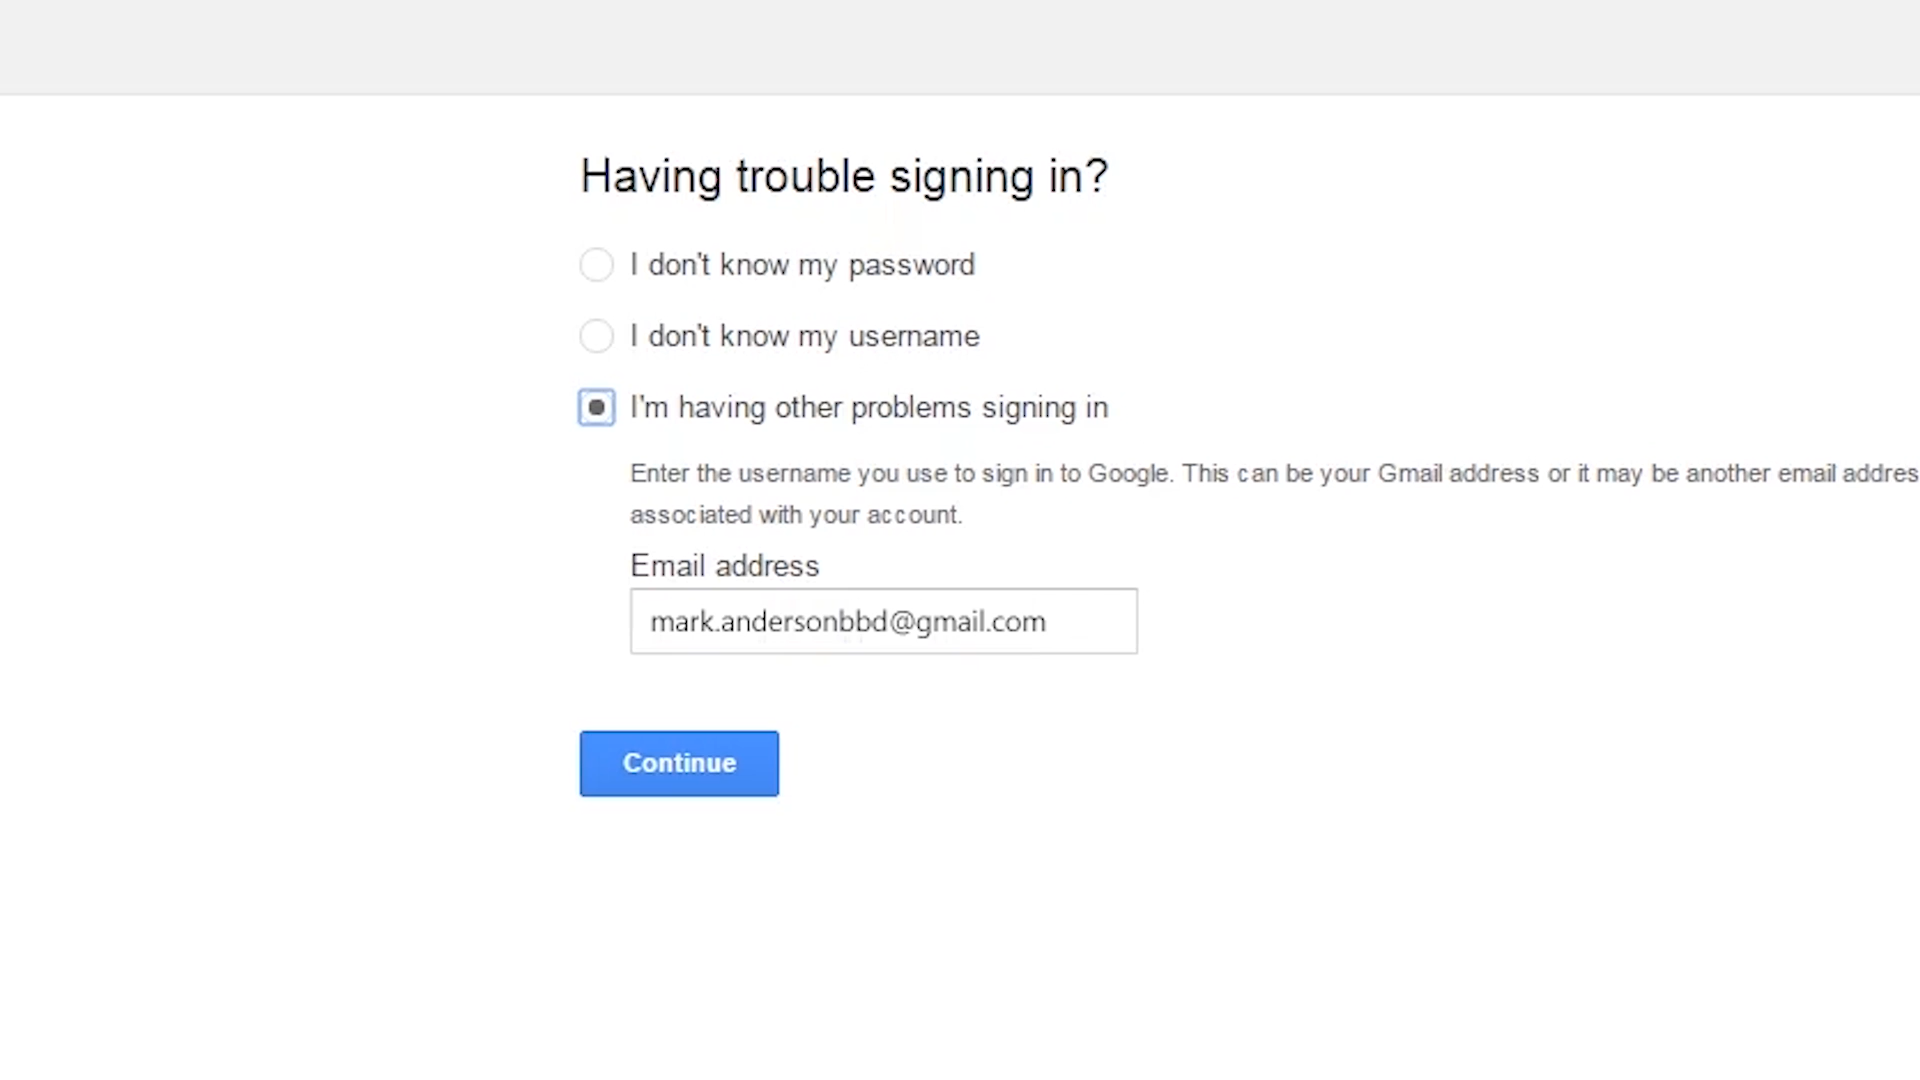 Having trouble signing in?
I don't know my password
I don't know my username
I'm having other problems signing in
Enter the username you use to sign in to Google. This can be your Gmail address or it may be another email addres
associated with your account.
Email address
mark.andersonbbd@gmail.com
Continue